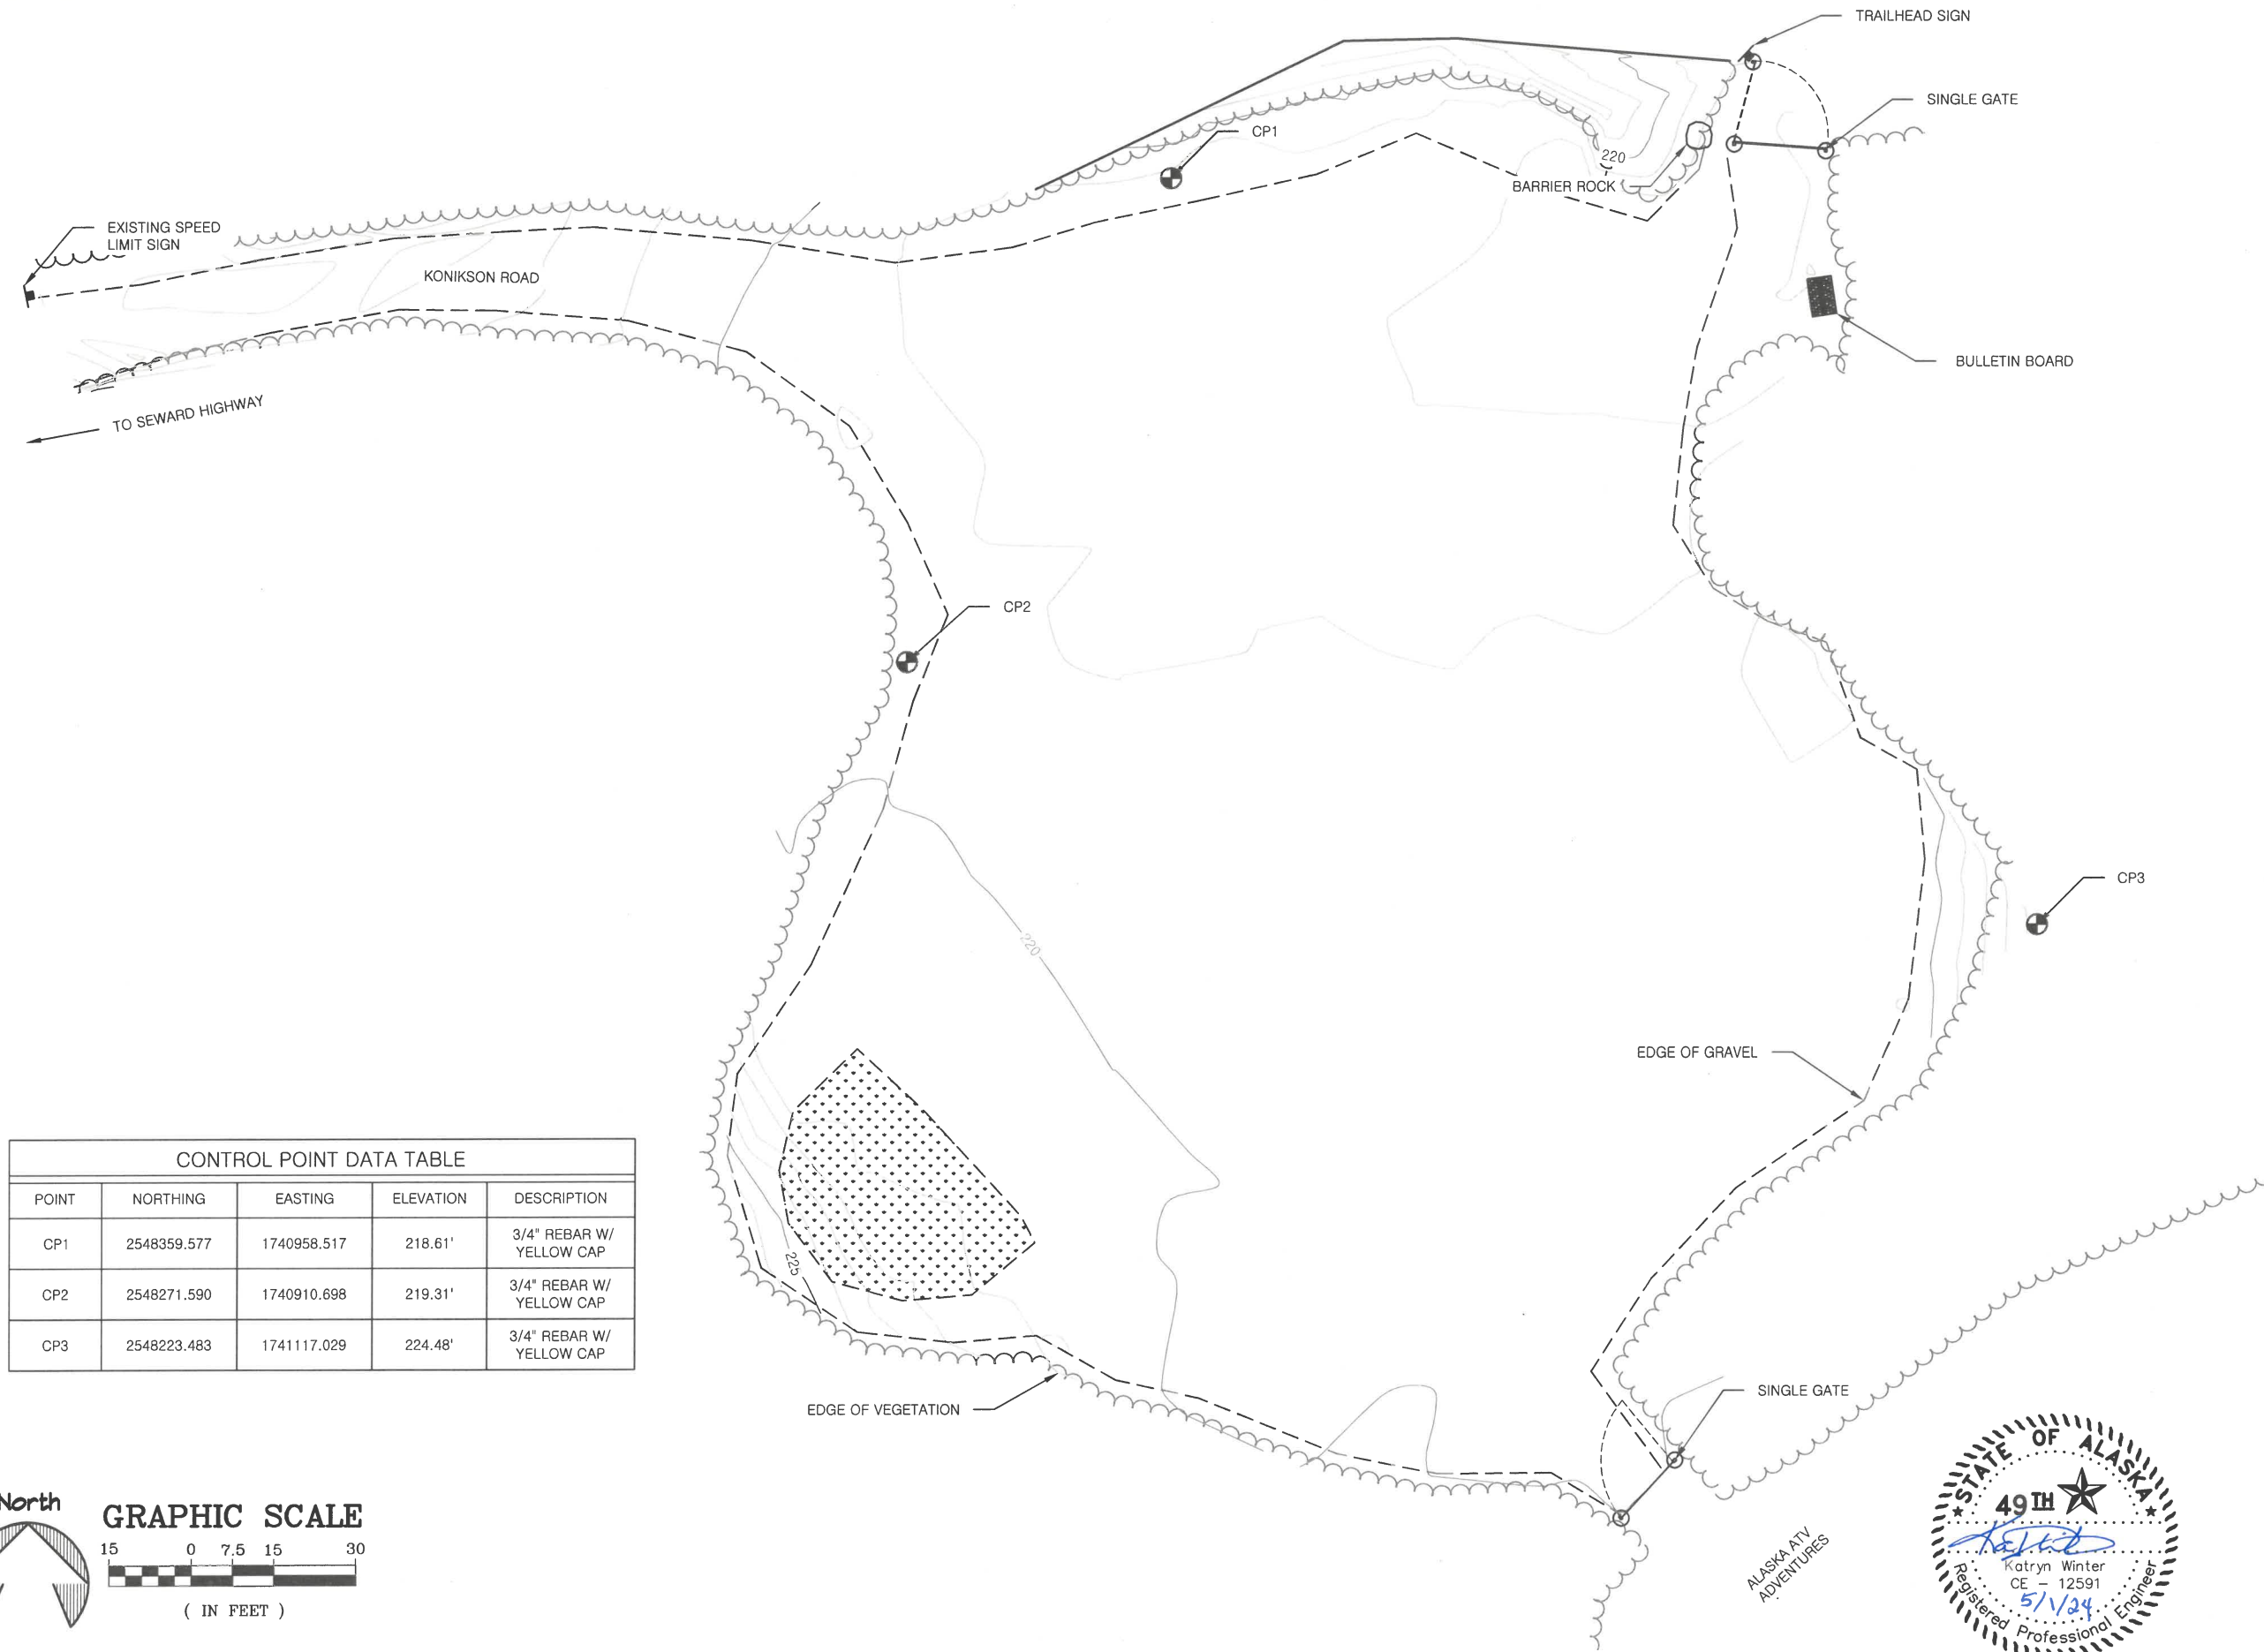 TRAILHEAD SIGN
SINGLE GATE
CP1
220
BARRIER ROCK
EXISTING SPEED
LIMIT SIGN
KONIKSON ROAD
BULLETIN BOARD
TO SEWARD HIGHWAY
CP2
CP3
220
EDGE OF GRAVEL
225
EDGE OF VEGETATION
SINGLE GATE
ALASKA ATV
ADVENTURES
CONTROL POINT DATA TABLE
POINT NORTHING EASTING ELEVATION DESCRIPTION
CP1 2548359.577 1740958.517 218.61' 3/4" REBAR W/
YELLOW CAP
CP2 2548271.590 1740910.698 219.31' 3/4" REBAR W/
YELLOW CAP
CP3 2548223.483 1741117.029 224.48' 3/4" REBAR W/
YELLOW CAP
North
GRAPHIC SCALE
15 0 7.5 15 30
( IN FEET )
STATE OF ALASKA
49 TH
Katryn Winter
CE - 12591
5/1/24
Registered Professional Engineer